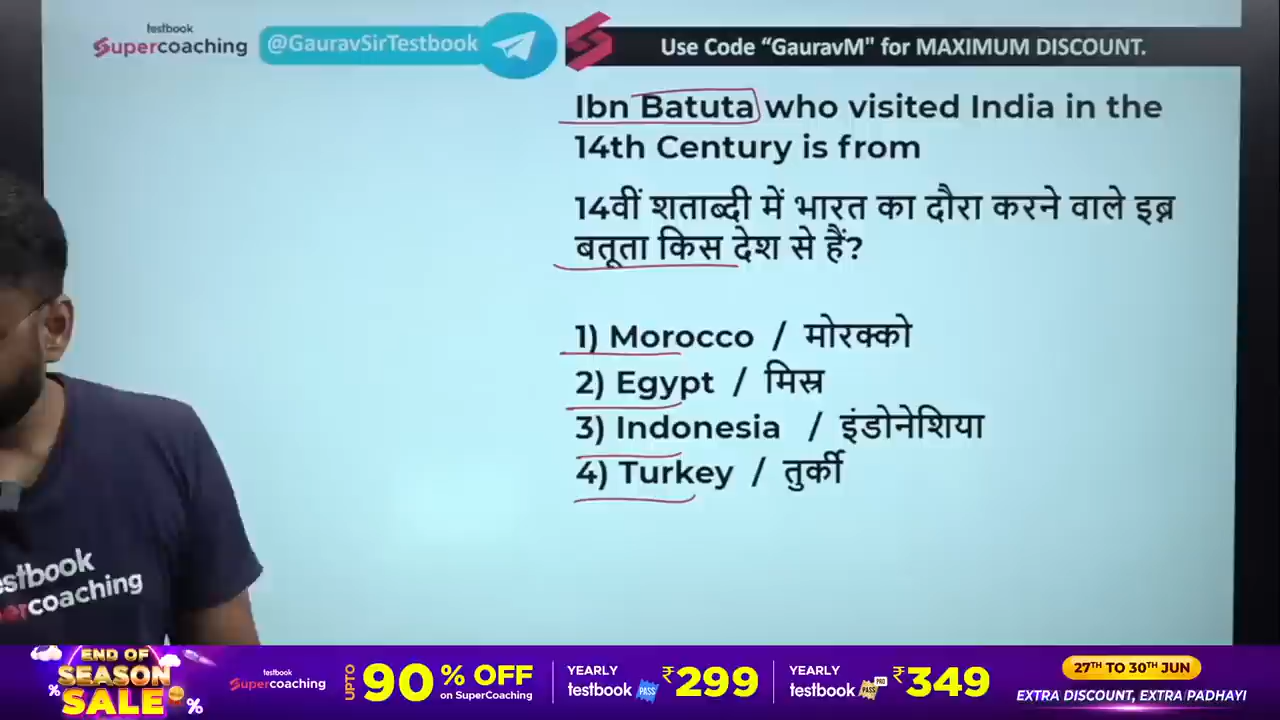 testbook
Supercoaching
@GauravSirTestbook
Use Code “GauravM" for MAXIMUM DISCOUNT.
Ibn Batuta who visited India in the
14th Century is from
14वीं शताब्दी में भारत का दौरा करने वाले इब्न
बतूता किस देश से हैं?
1) Morocco / मोरक्को
2) Egypt / मिस्र
3) Indonesia / इंडोनेशिया
4) Turkey / तुर्की
estbook
ercoaching
END OF
SEASON
SALE
%
%
testbook
Supercoaching
UPTO
90% OFF
on SuperCoaching
YEARLY
testbook PASS
₹299
YEARLY
testbook PASS PRO
₹349
27TH TO 30TH JUN
EXTRA DISCOUNT, EXTRA PADHAYI